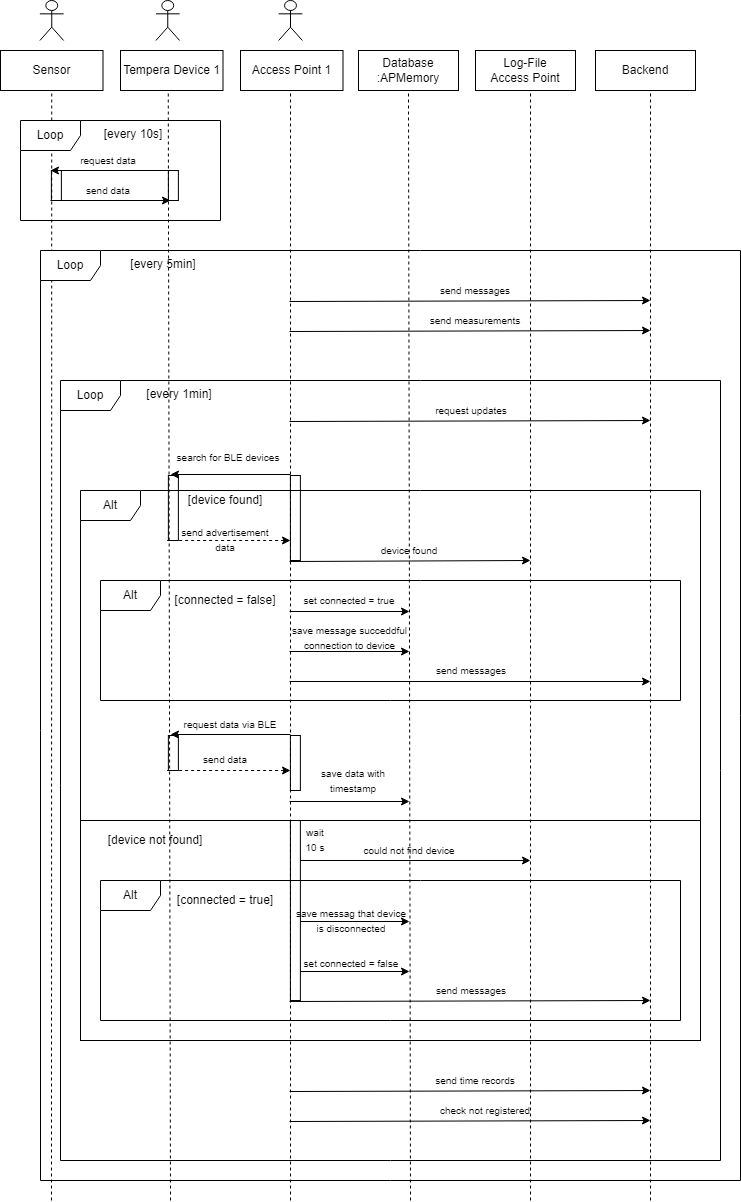 Sensor
Tempera Device 1
Access Point 1
Database
:APMemory
Log-File
Access Point
Backend
Loop
[every 10s]
request data
send data
Loop
[every 5min]
send messages
send measurements
Loop
[every 1min]
request updates
search for BLE devices
Alt
[device found]
send advertisement
data
device found
Alt
[connected = false]
set connected = true
save message succeddful
connection to device
send messages
request data via BLE
send data
save data with
timestamp
[device not found]
wait
10 s
could not find device
Alt
[connected = true]
save messag that device
is disconnected
set connected = false
send messages
send time records
check not registered